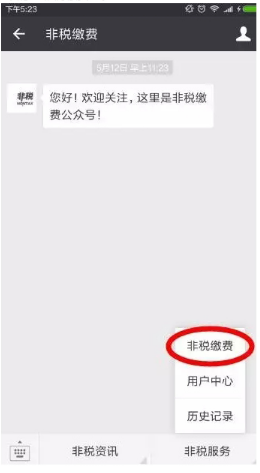 下午5:23
非税缴费
5月12日 早上11:23
非税
您好！欢迎关注，这里是非税缴
费公众号！
非税缴费
用户中心
历史记录
非税资讯
非税服务